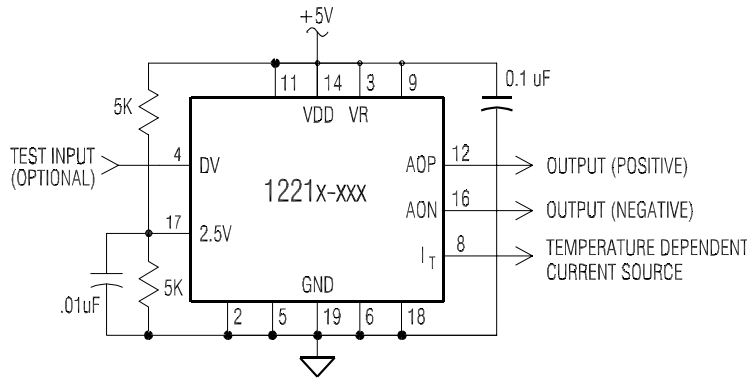 +5V
11 14 3 9
0.1 uF
5K
VDD VR
TEST INPUT
(OPTIONAL)
4
DV
AOP
12
OUTPUT (POSITIVE)
1221x-xxx
AON
16
OUTPUT (NEGATIVE)
17
2.5V
8
IT
TEMPERATURE DEPENDENT
CURRENT SOURCE
GND
5K
.01uF
2 5 19 6 18